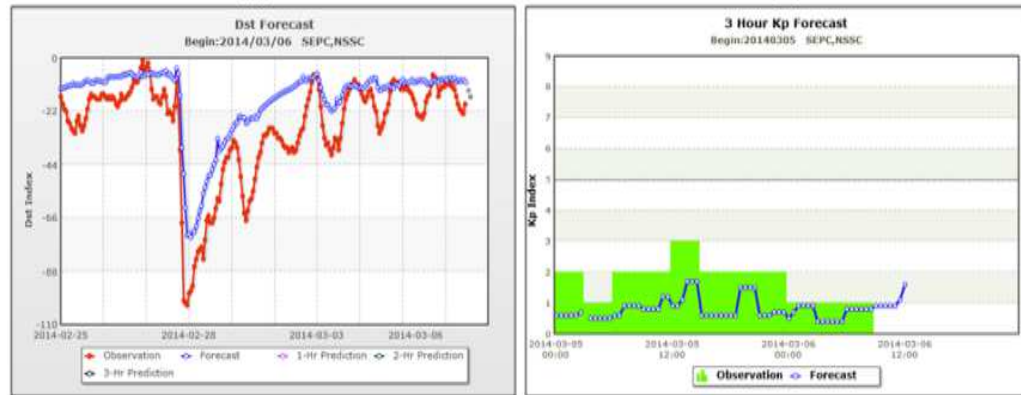 Dst Forecast
Begin:2014/03/06 SEPC,NSSC
0
-22
-44
-66
-88
-110
Dst Index
2014-02-25
2014-02-28
2014-03-03
2014-03-06
Observation
Forecast
1-Hr Prediction
2-Hr Prediction
3-Hr Prediction
3 Hour Kp Forecast
Begin:20140305 SEPC,NSSC
9
8
7
6
5
4
3
2
1
0
Kp Index
2014-03-05 00:00
2014-03-05 12:00
2014-03-06 00:00
2014-03-06 12:00
Observation
Forecast